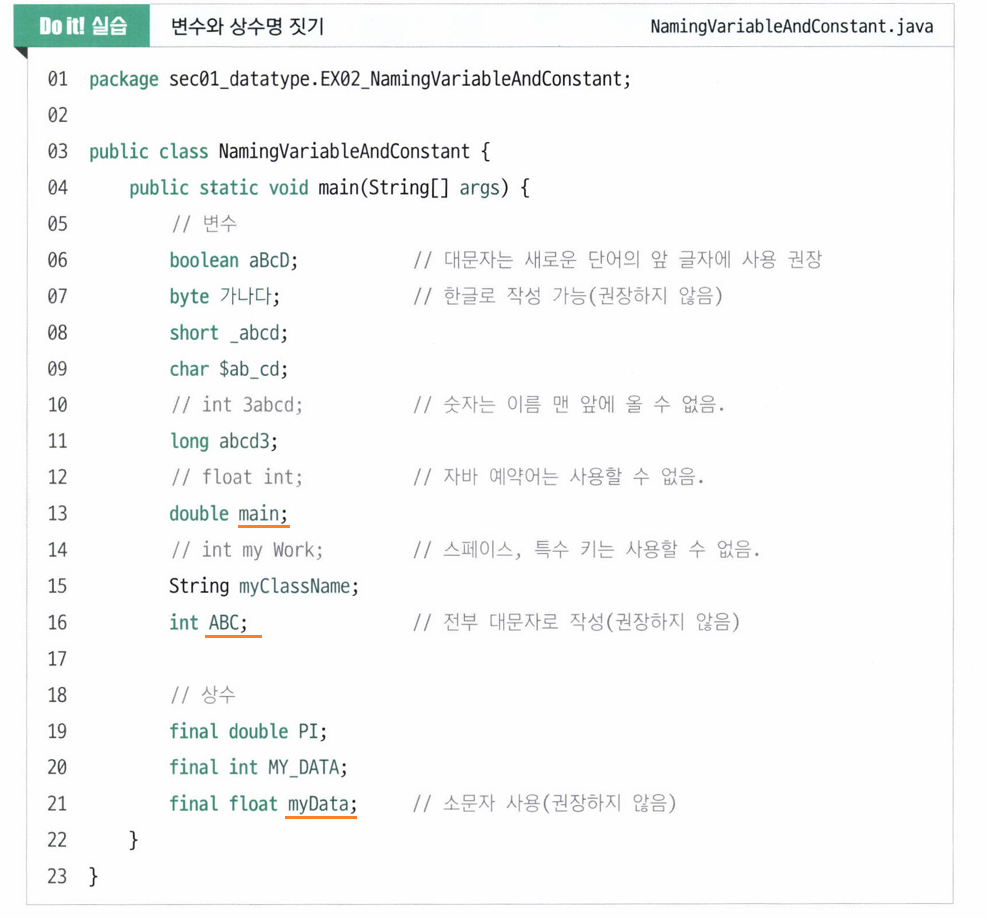 Do it! 실습 변수와 상수명 짓기 NamingVariableAndConstant.java
01 package sec01_datatype.EX02_NamingVariableAndConstant;
02
03 public class NamingVariableAndConstant {
04 public static void main(String[] args) {
05 // 변수
06 boolean aBcD; // 대문자는 새로운 단어의 앞 글자에 사용 권장
07 byte 가나다; // 한글로 작성 가능(권장하지 않음)
08 short _abcd;
09 char $ab_cd;
10 // int 3abcd; // 숫자는 이름 맨 앞에 올 수 없음.
11 long abcd3;
12 // float int; // 자바 예약어는 사용할 수 없음.
13 double main;
14 // int my Work; // 스페이스, 특수 키는 사용할 수 없음.
15 String myClassName;
16 int ABC; // 전부 대문자로 작성(권장하지 않음)
17
18 // 상수
19 final double PI;
20 final int MY_DATA;
21 final float myData; // 소문자 사용(권장하지 않음)
22 }
23 }